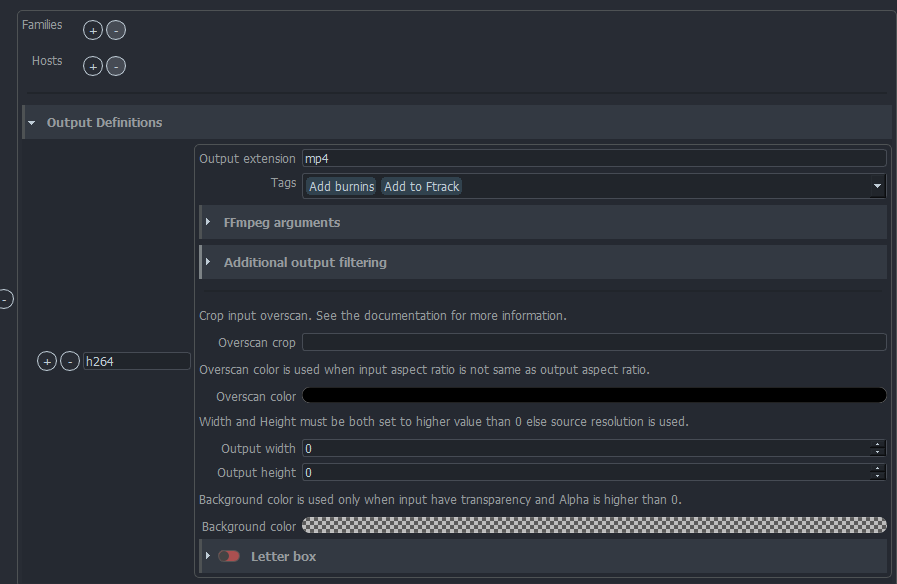 Families + -
Hosts + -
Output Definitions
Output extension mp4
Tags Add burnins Add to Ftrack
FFmpeg arguments
Additional output filtering
-
Crop input overscan. See the documentation for more information.
Overscan crop
+ - h264
Overscan color is used when input aspect ratio is not same as output aspect ratio.
Overscan color
Width and Height must be both set to higher value than 0 else source resolution is used.
Output width 0
Output height 0
Background color is used only when input have transparency and Alpha is higher than 0.
Background color
Letter box